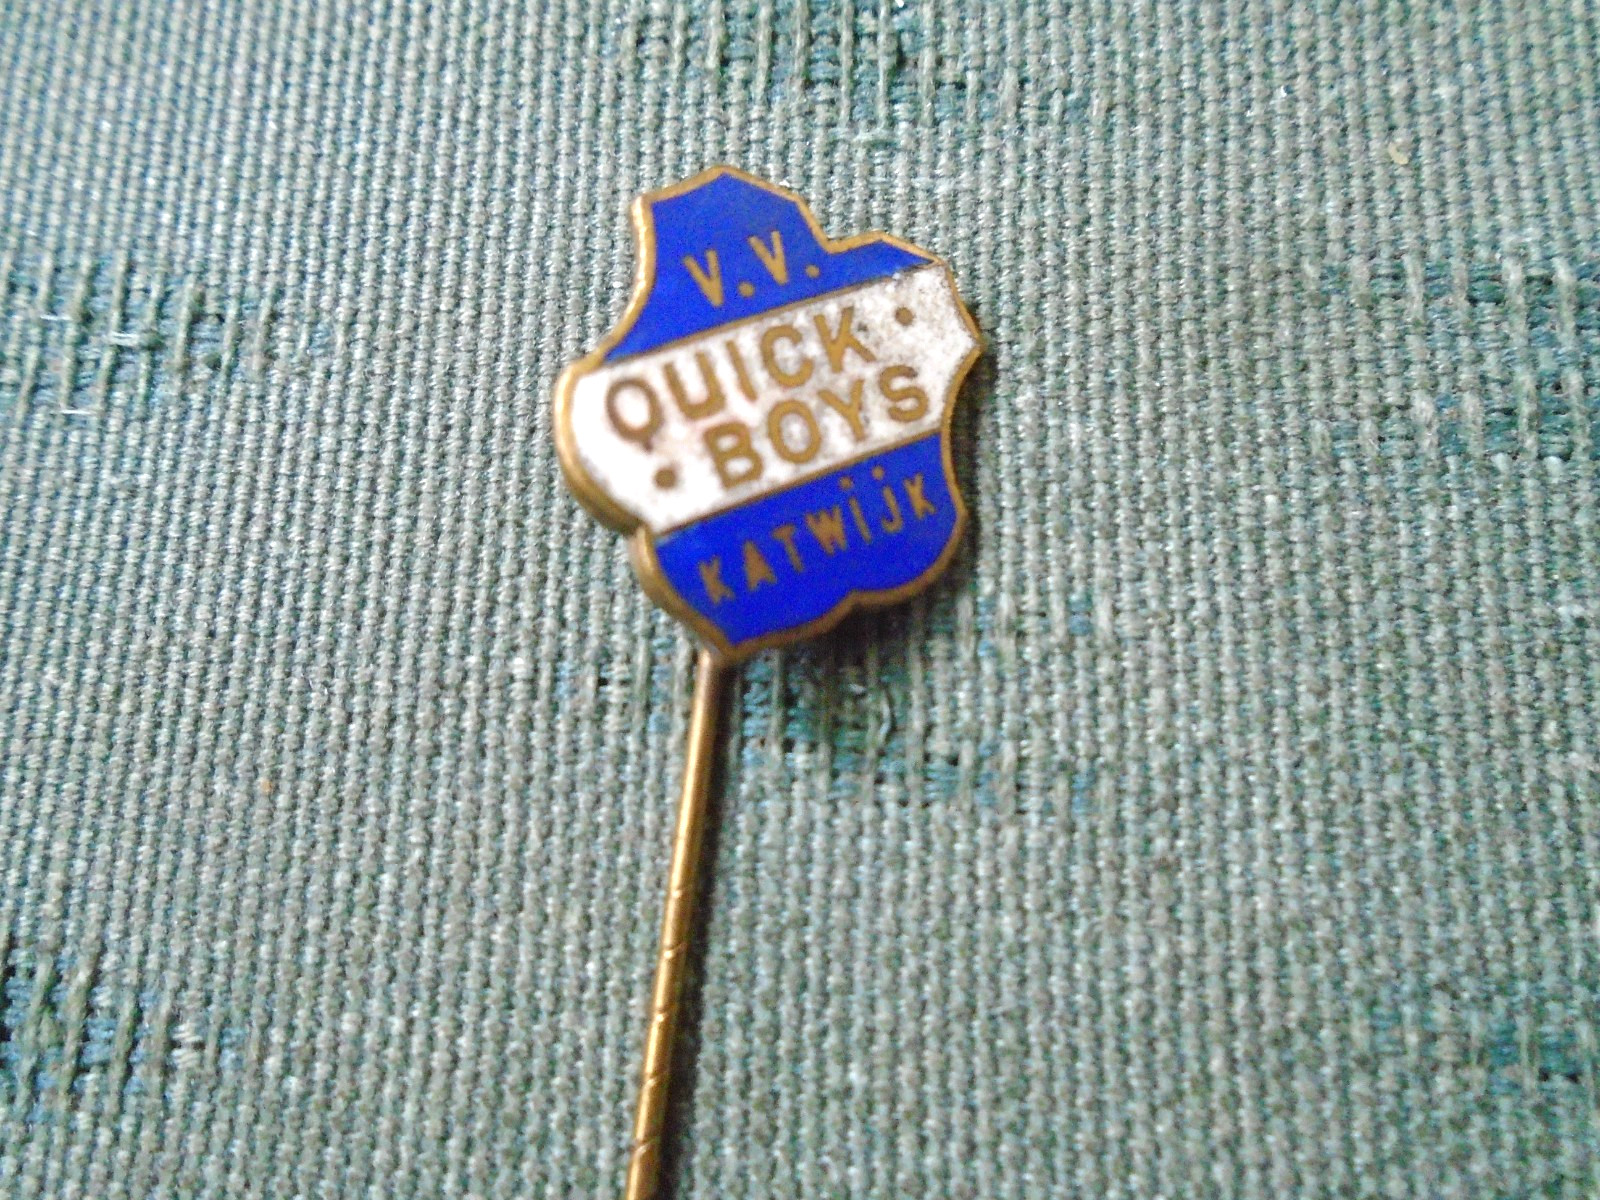 V.V.
QUICK •
• BOYS
KATWijK